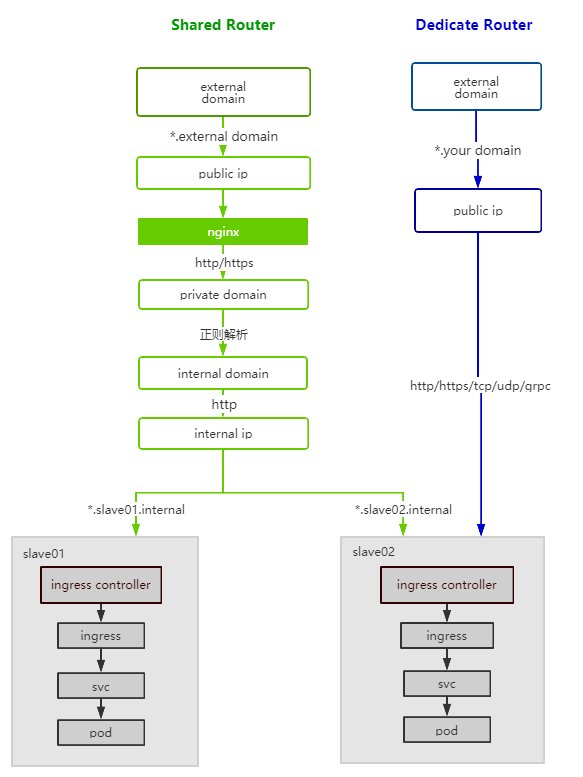 Shared Router
external
domain
*.external domain
public ip
nginx
http/https
private domain
正则解析
internal domain
http
internal ip
*.slave01.internal
*.slave02.internal
slave01
ingress controller
ingress
svc
pod
Dedicate Router
external
domain
*.your domain
public ip
http/https/tcp/udp/grpc
slave02
ingress controller
ingress
svc
pod